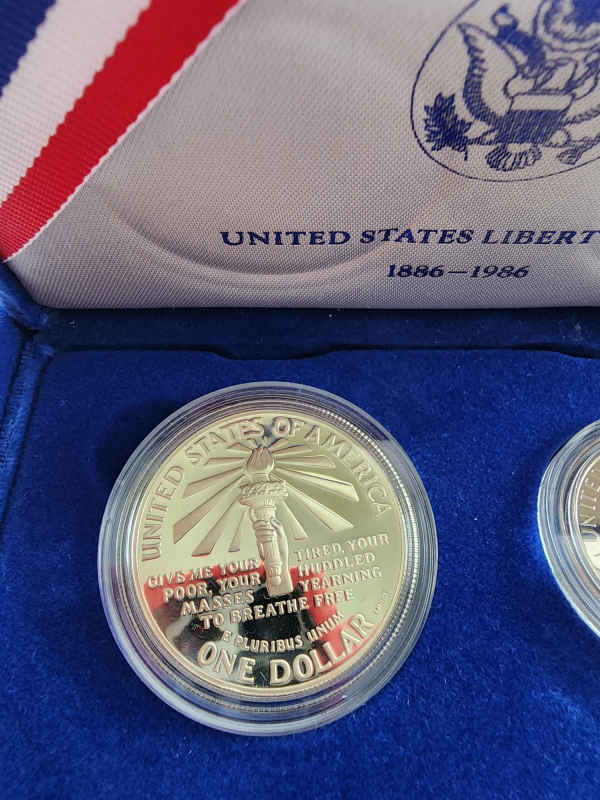 UNITED STATES LIBERT
1886–1986
UNITED STATES OF AMERICA
GIVE ME YOUR TIRED, YOUR
POOR, YOUR HUDDLED
MASSES YEARNING
TO BREATHE FREE
E PLURIBUS UNUM
ONE DOLLAR
UNITED